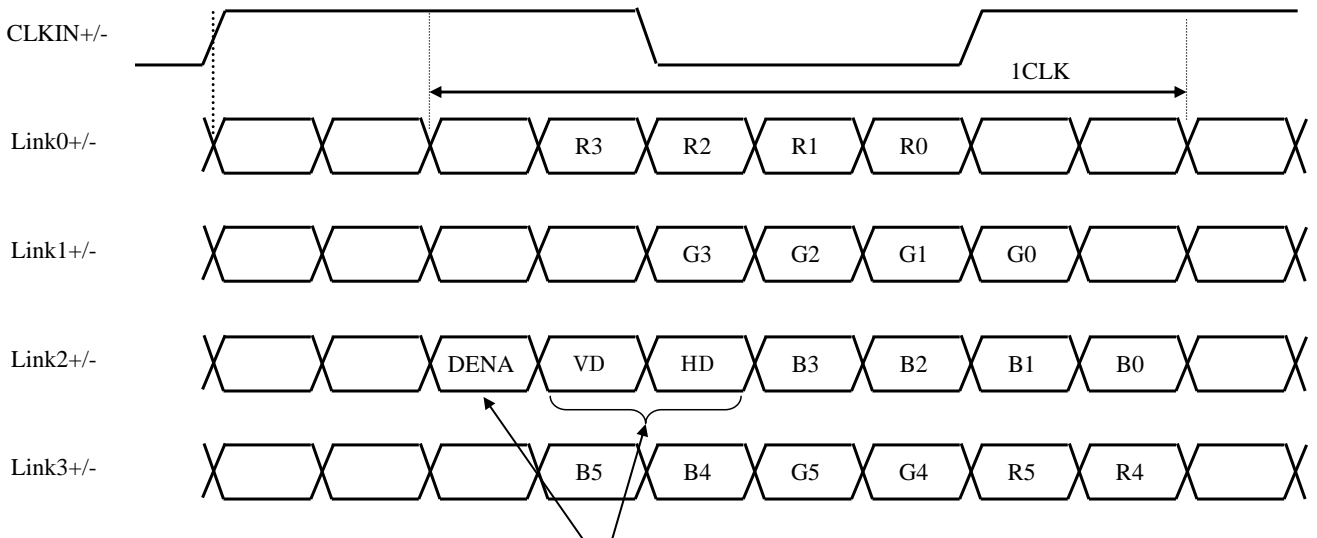 CLKIN+/-
1CLK
Link0+/- R3 R2 R1 R0
Link1+/- G3 G2 G1 G0
Link2+/- DENA VD HD B3 B2 B1 B0
Link3+/- B5 B4 G5 G4 R5 R4